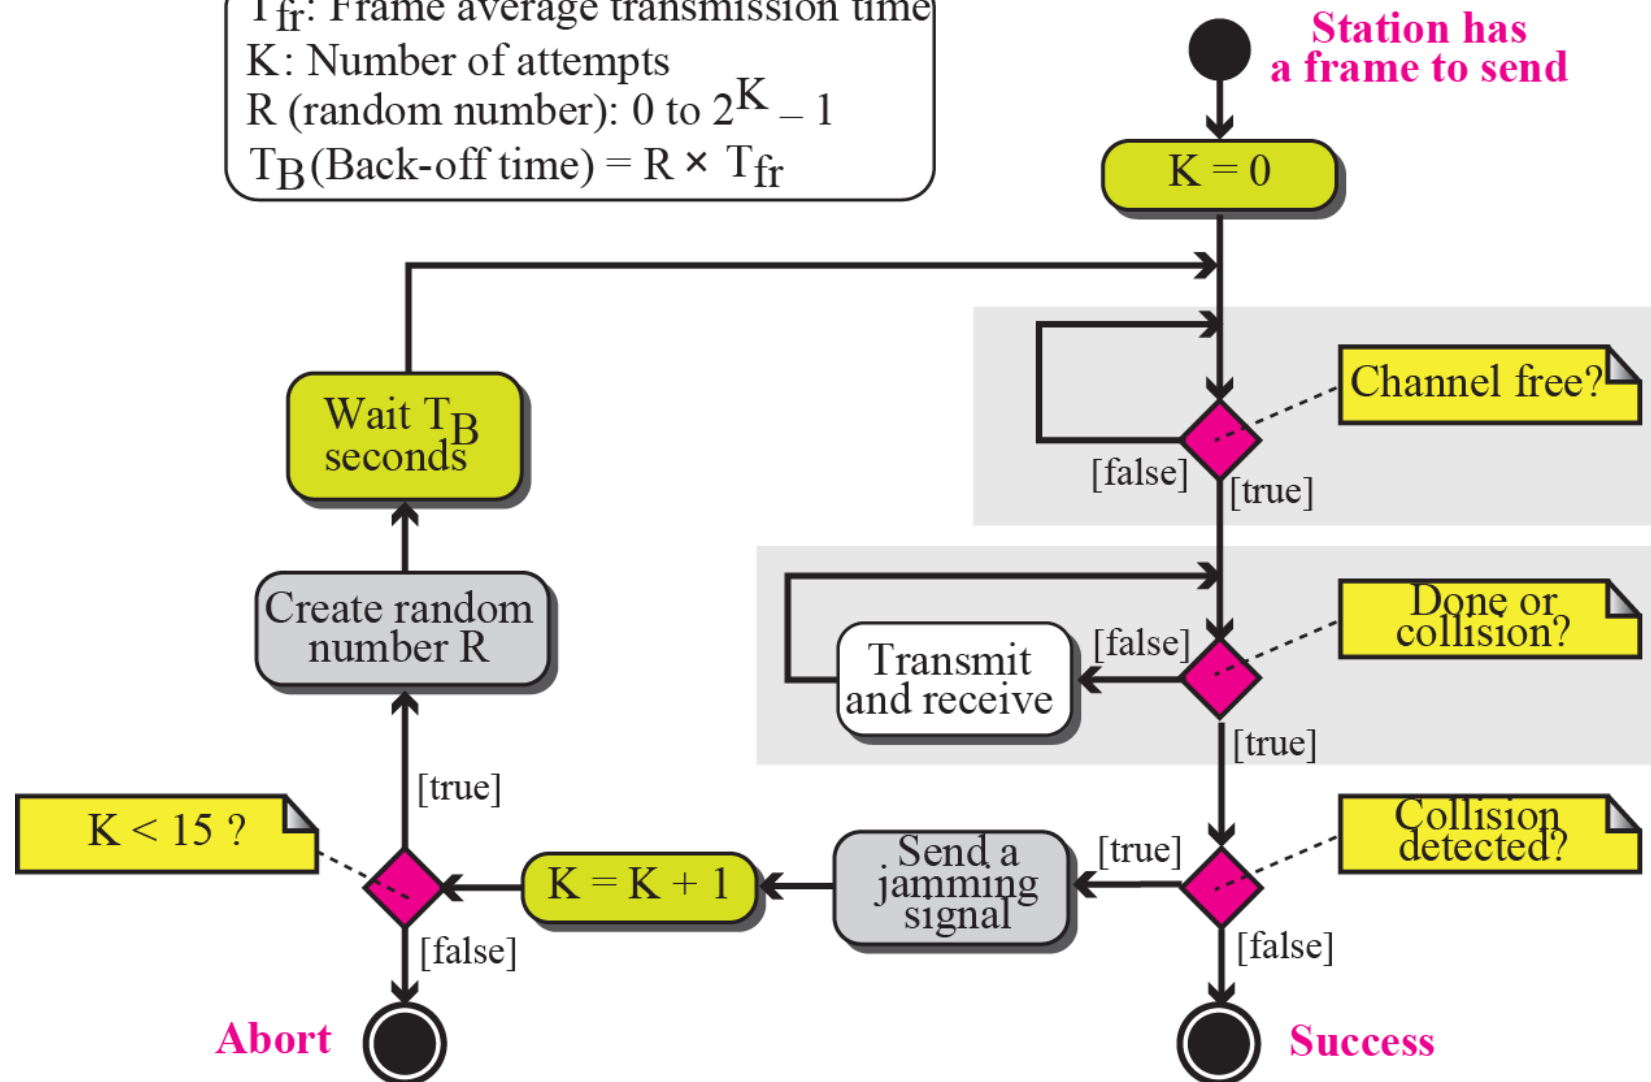 Tfr: Frame average transmission time
K: Number of attempts
R (random number): 0 to 2^K – 1
TB (Back-off time) = R × Tfr
Station has
a frame to send
K = 0
Channel free?
[false]
[true]
Wait TB
seconds
Create random
number R
Done or
collision?
[false]
Transmit
and receive
[true]
[true]
K < 15 ?
Collision
detected?
[true]
Send a
jamming
signal
K = K + 1
[false]
[false]
Abort
Success